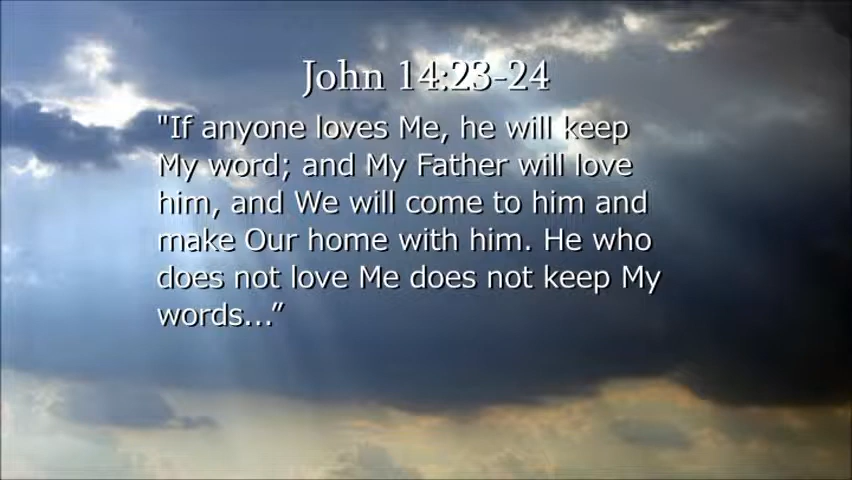 John 14:23-24
"If anyone loves Me, he will keep
My word; and My Father will love
him, and We will come to him and
make Our home with him. He who
does not love Me does not keep My
words...”